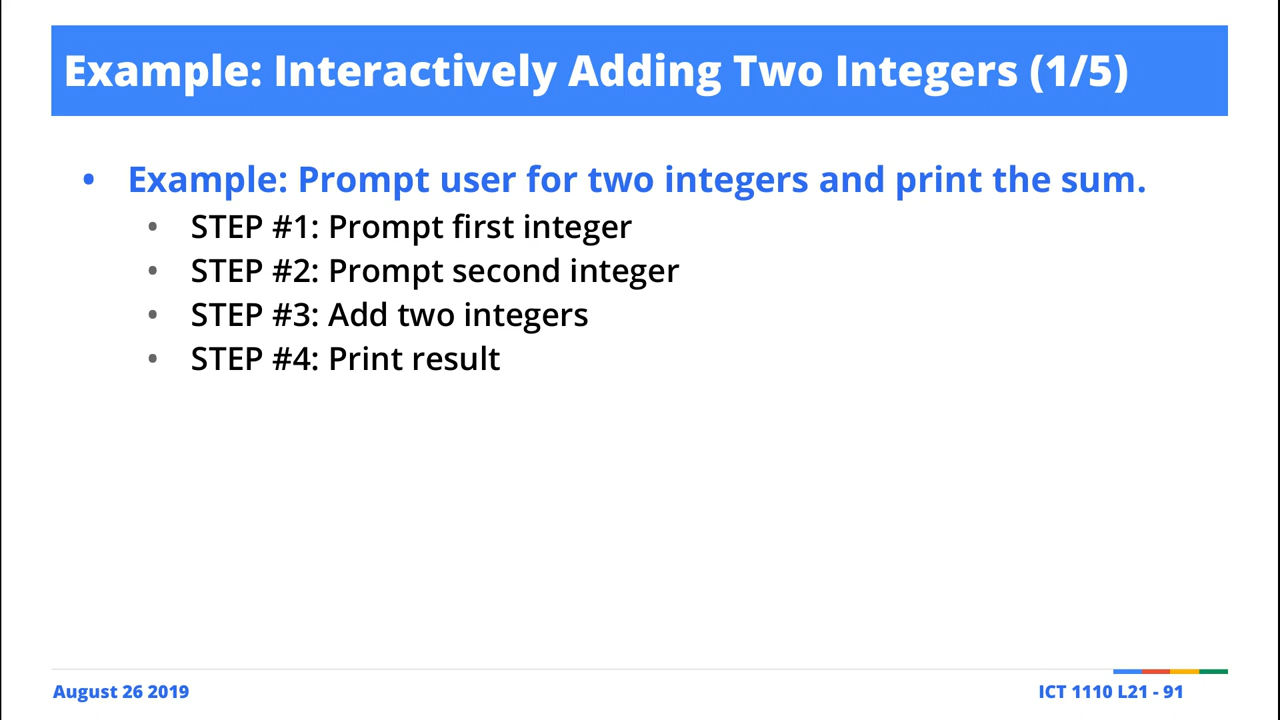 Example: Interactively Adding Two Integers (1/5)
• Example: Prompt user for two integers and print the sum.
• STEP #1: Prompt first integer
• STEP #2: Prompt second integer
• STEP #3: Add two integers
• STEP #4: Print result
August 26 2019
ICT 1110 L21 - 91